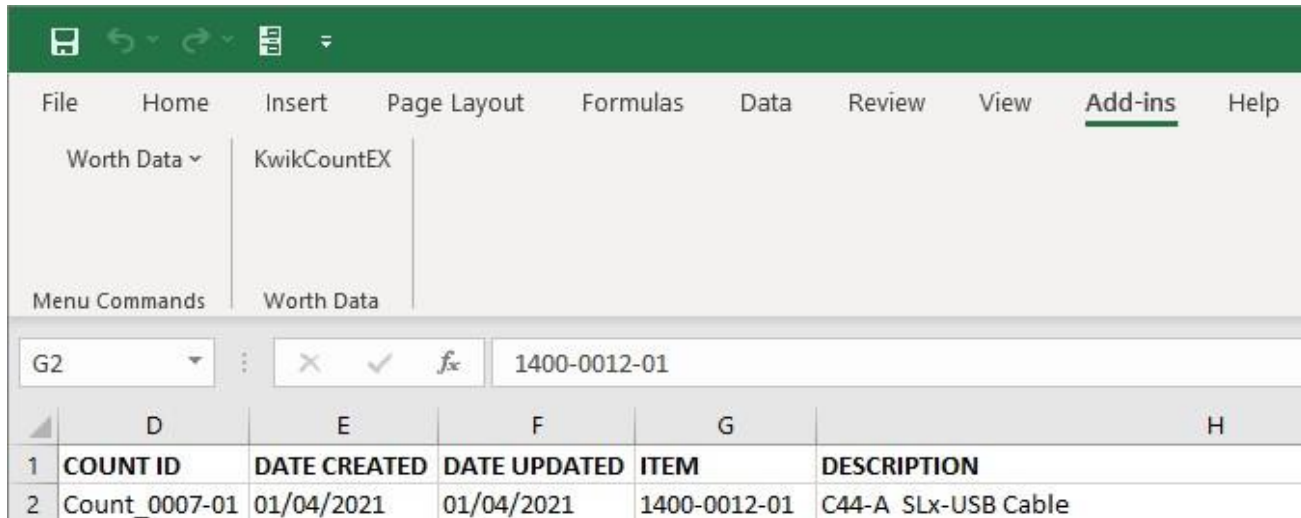 File Home Insert Page Layout Formulas Data Review View Add-ins Help
Worth Data KwikCountEX
Menu Commands Worth Data
G2 fx 1400-0012-01
D E F G H
1 COUNT ID DATE CREATED DATE UPDATED ITEM DESCRIPTION
2 Count_0007-01 01/04/2021 01/04/2021 1400-0012-01 C44-A SLx-USB Cable